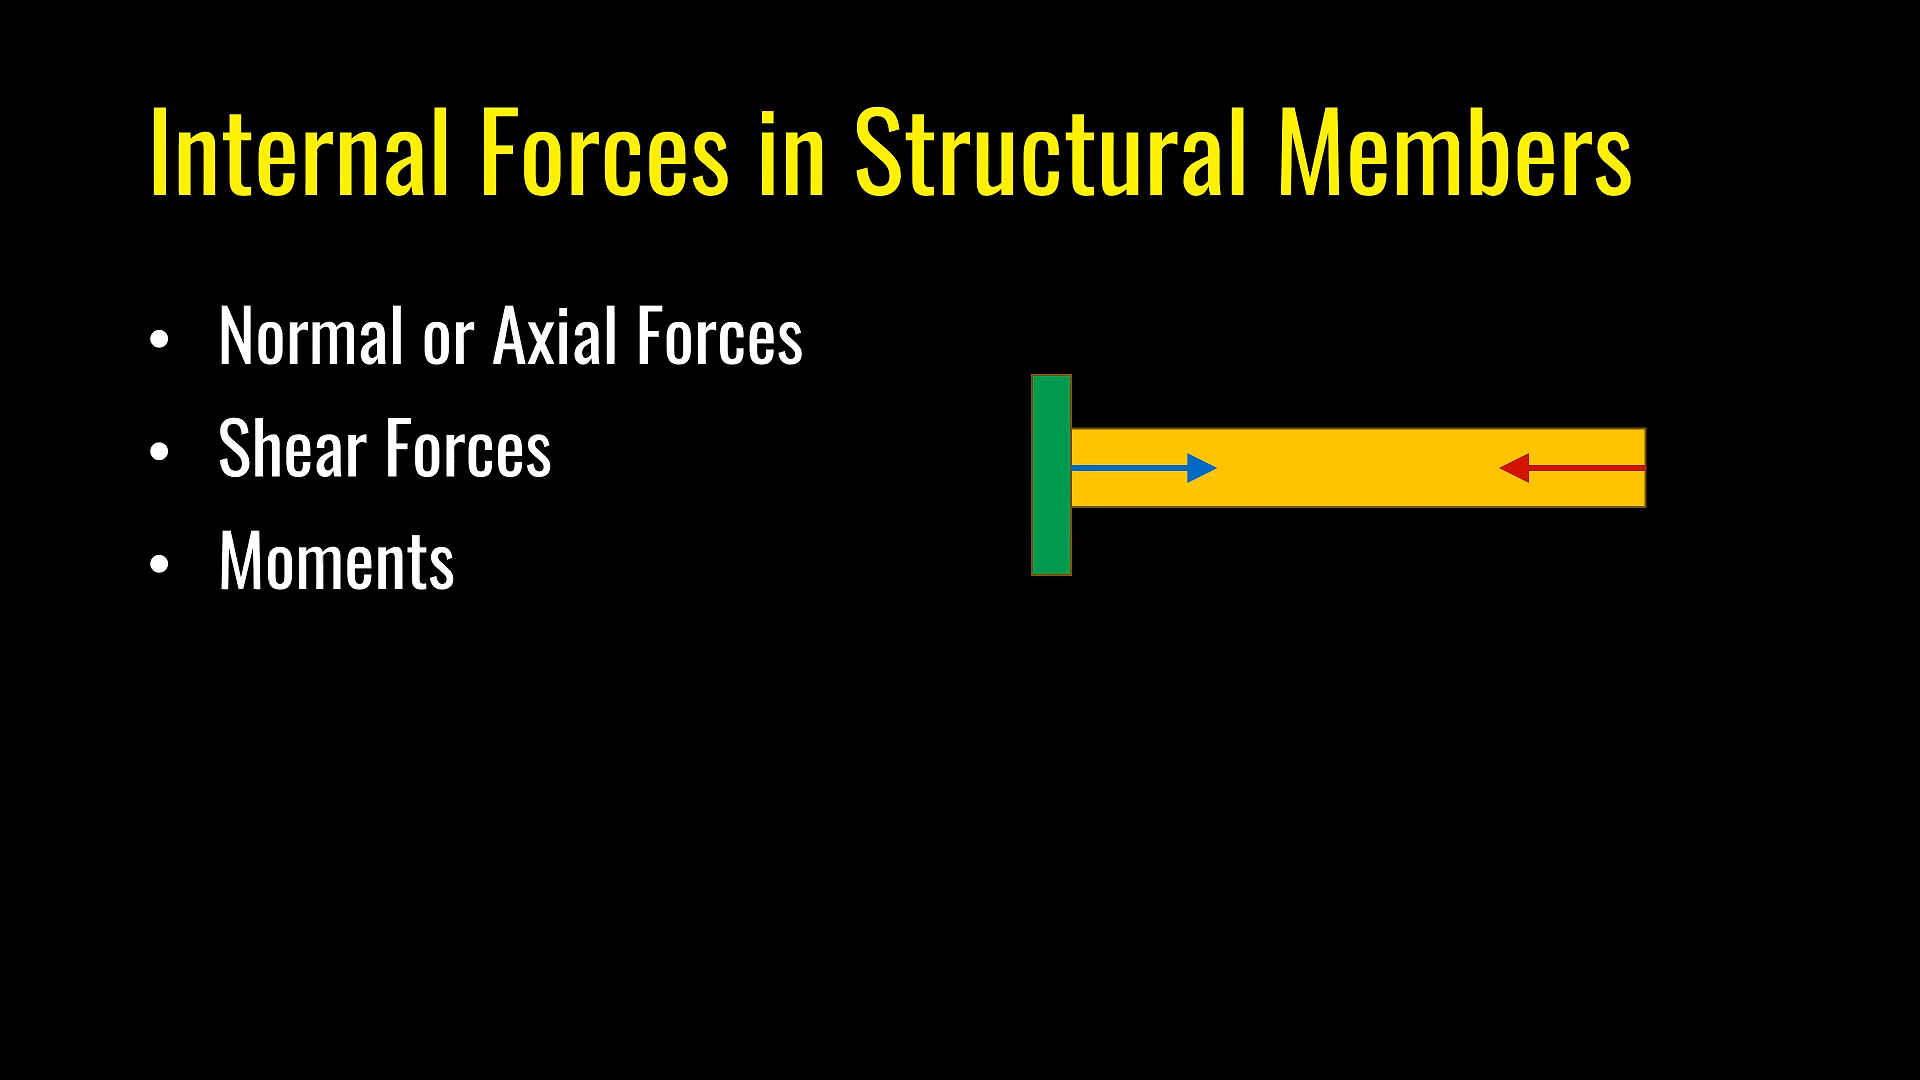 Internal Forces in Structural Members
• Normal or Axial Forces
• Shear Forces
• Moments